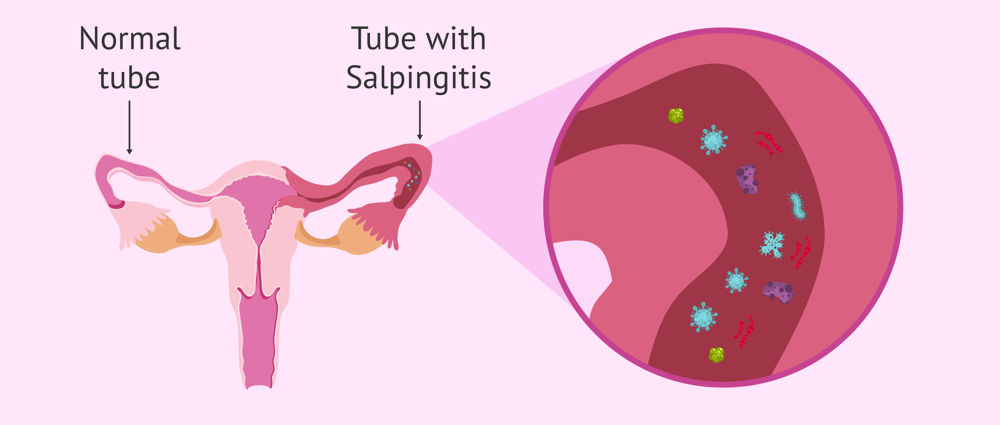 Normal
tube
Tube with
Salpingitis